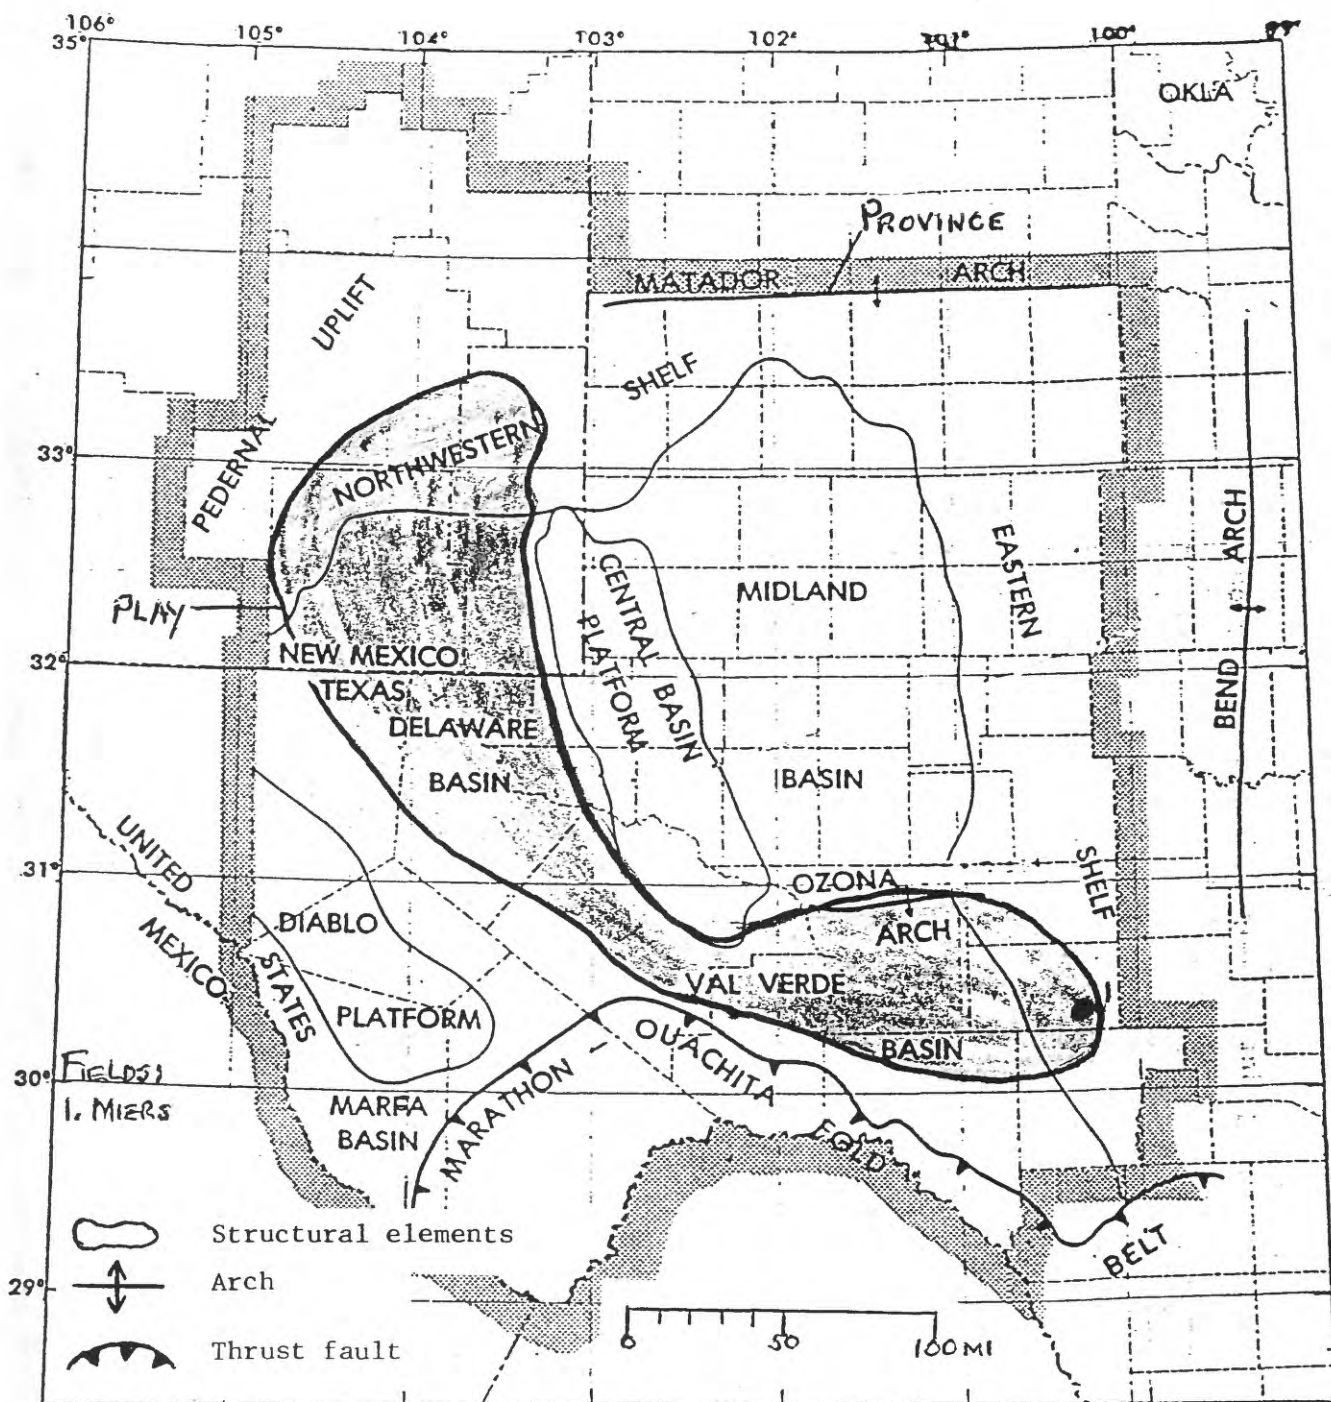 106° 105° 104° 103° 102° 101° 100° 99°
35°
OKLA
PROVINCE
MATADOR ARCH
UPLIFT
SHELF
NORTHWESTERN
33°
PEDERNAL
ARCH
EASTERN
CENTRAL BASIN
PLATFORM
MIDLAND
PLAY
NEW MEXICO
32°
TEXAS
BEND
DELAWARE
BASIN
BASIN
UNITED
31°
OZONA
SHELF
MEXICO
DIABLO
ARCH
STATES
VAL VERDE
PLATFORM
OUACHITA
BASIN
FIELDS:
30°
1. MIERS
MARFA
BASIN
MARATHON
FOLD
BELT
Structural elements
29°
Arch
Thrust fault
0 50 100 MI